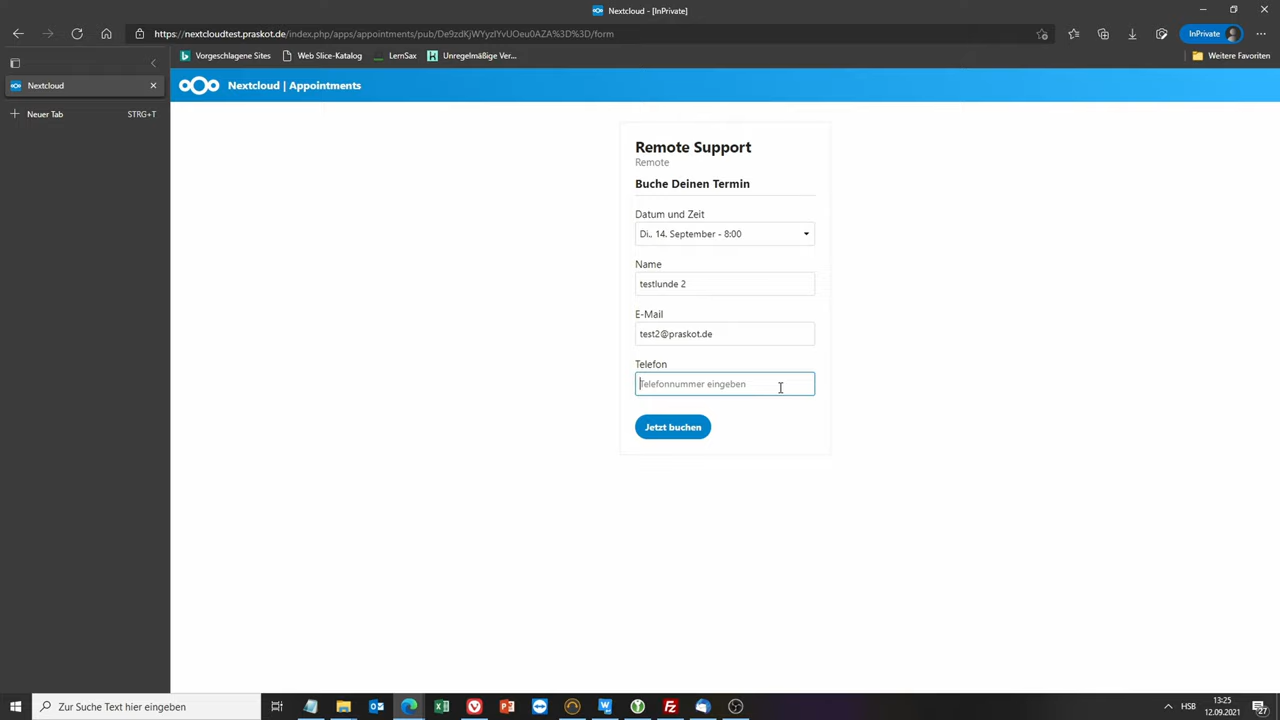 Nextcloud - [InPrivate]
https://nextcloudtest.praskot.de/index.php/apps/appointments/pub/De9zdKjWYyzIYvUOeu0AZA%3D%3D/form
InPrivate
Vorgeschlagene Sites
Web Slice-Katalog
LernSax
Unregelmäßige Ver...
Weitere Favoriten
Nextcloud
Neuer Tab
STRG+T
Nextcloud | Appointments
Remote Support
Remote
Buche Deinen Termin
Datum und Zeit
Di., 14. September - 8:00
Name
testlunde 2
E-Mail
test2@praskot.de
Telefon
Telefonnummer eingeben
Jetzt buchen
Zur Suche Text hier eingeben
HSB
13:25
12.09.2021
27